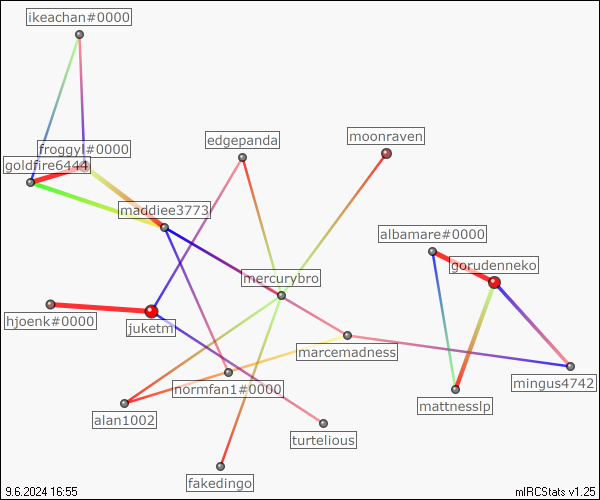 ikeachan#0000
froggyl#0000
goldfire6444
edgepanda
moonraven
maddiee3773
albamare#0000
gorudenneko
mercurybro
hjoenk#0000
juketm
marcemadness
normfan1#0000
mingus4742
mattnesslp
alan1002
turtelious
fakedingo
9.6.2024 16:55
mIRCStats v1.25